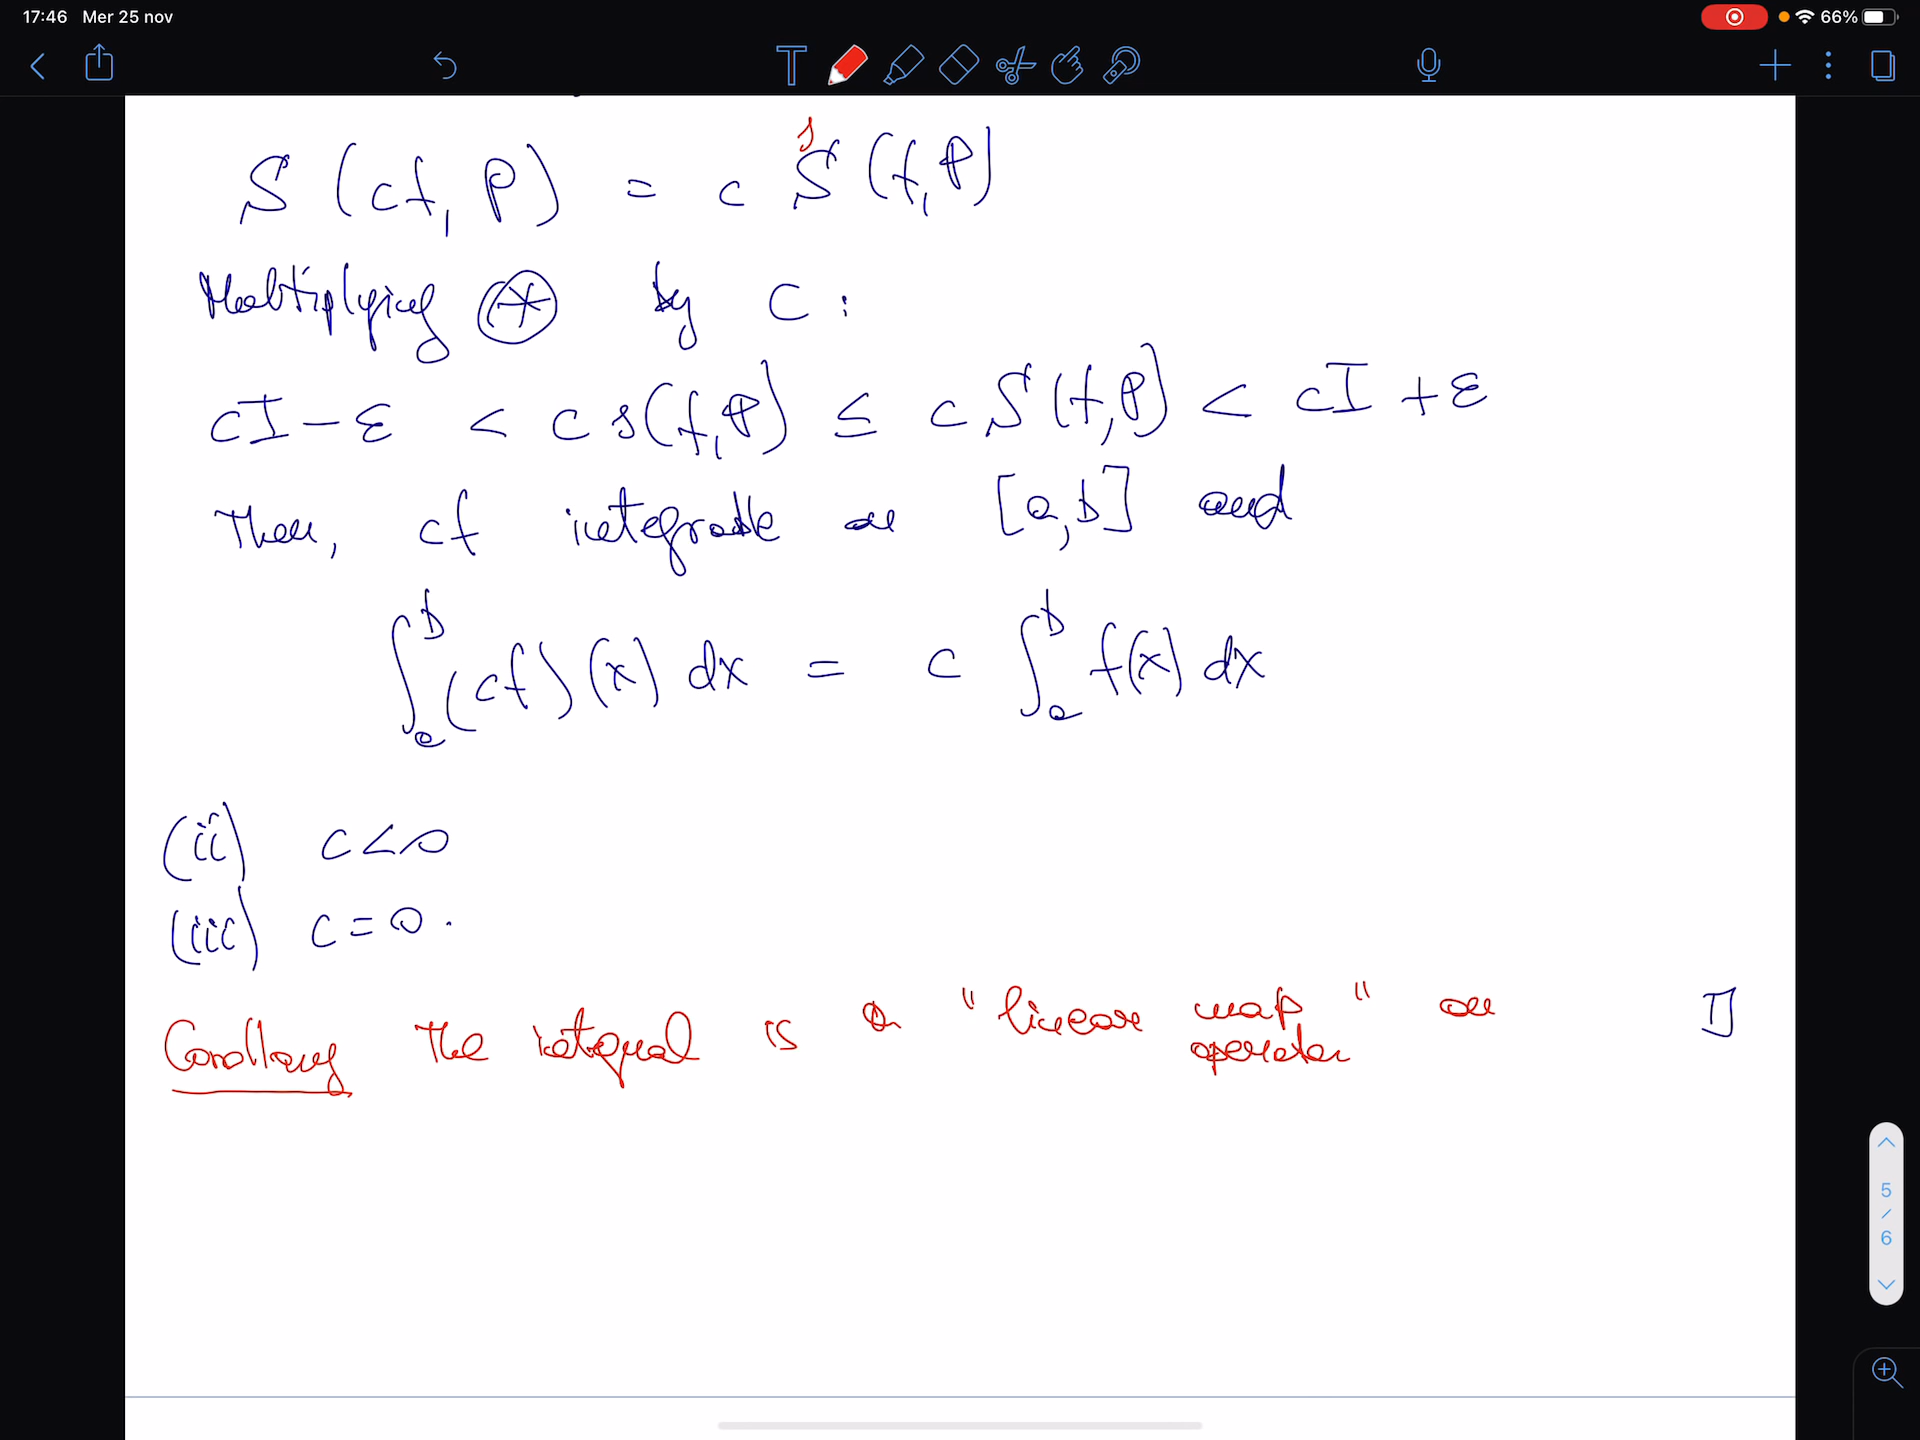 17:46 Mer 25 nov 66%
s
S (cf, P) = c S (f, P)
Multiplying (*) by c :
cI - ε < c s(f, P) ≤ c S(f, P) < cI + ε
Then, cf integrable on [a, b] and
∫_a^b (cf)(x) dx = c ∫_a^b f(x) dx
(ii) c < 0
(iii) c = 0 .
Corollary The integral is a "linear map" on
operator
5
/
6